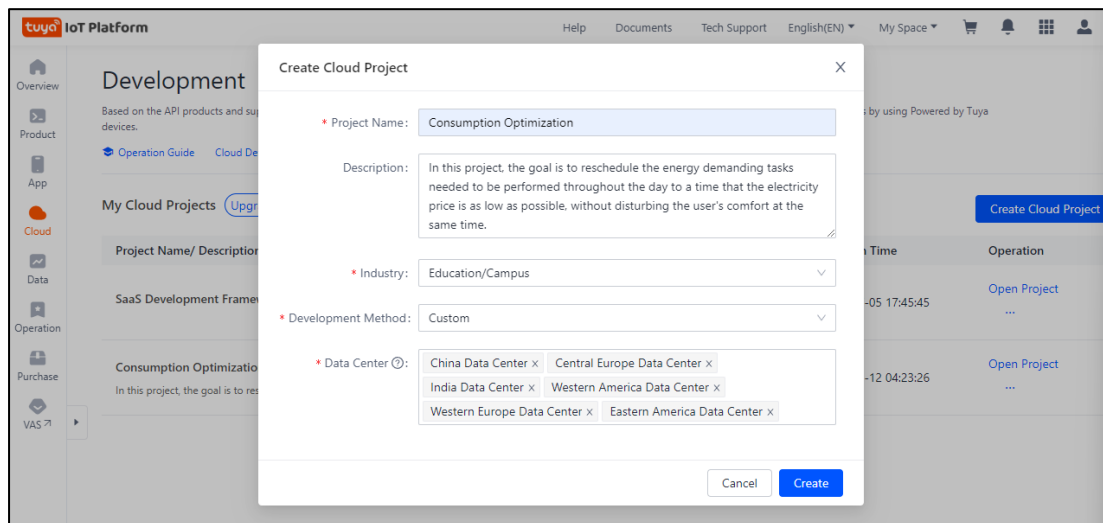 tuya IoT Platform
Help Documents Tech Support English(EN) My Space
Overview
Product
App
Cloud
Data
Operation
Purchase
VAS
Development
Based on the API products and
by using Powered by Tuya
devices.
Operation Guide Cloud
My Cloud Projects
Create Cloud Project
Project Name/
Time
Operation
SaaS Development
-05 17:45:45
Open Project
...
Consumption
In this project, the goal is to
-12 04:23:26
Open Project
...
Create Cloud Project
* Project Name: Consumption Optimization
Description: In this project, the goal is to reschedule the energy demanding tasks
needed to be performed throughout the day to a time that the electricity
price is as low as possible, without disturbing the user's comfort at the
same time.
* Industry: Education/Campus
* Development Method: Custom
* Data Center: China Data Center × Central Europe Data Center ×
India Data Center × Western America Data Center ×
Western Europe Data Center × Eastern America Data Center ×
Cancel Create